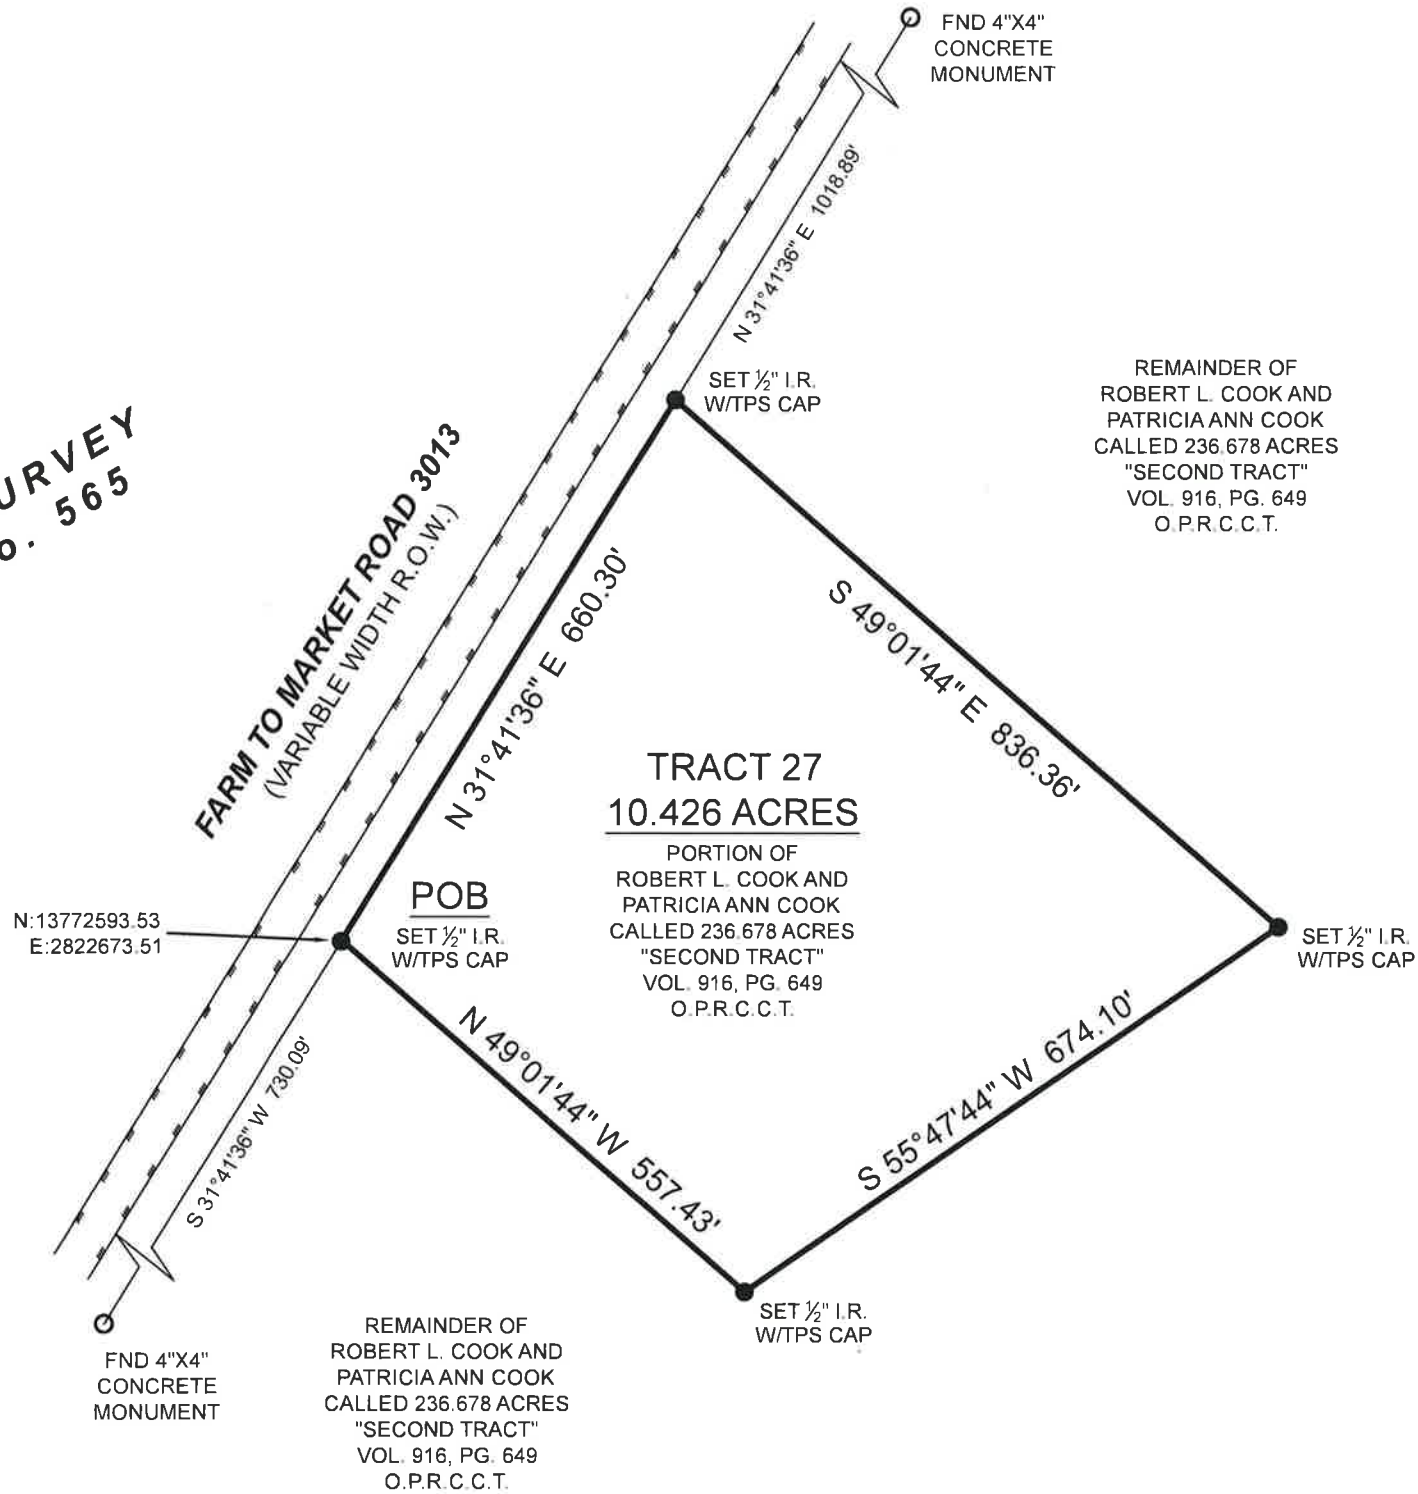 FND 4"X4"
CONCRETE
MONUMENT
N 31°41'36" E 1018.89'
SET ½" I.R.
W/TPS CAP
REMAINDER OF
ROBERT L. COOK AND
PATRICIA ANN COOK
CALLED 236.678 ACRES
"SECOND TRACT"
VOL. 916, PG. 649
O.P.R.C.C.T.
565
FARM TO MARKET ROAD 3013
(VARIABLE WIDTH R.O.W.)
N 31°41'36" E 660.30'
S 49°01'44" E 836.36'
TRACT 27
10.426 ACRES
PORTION OF
ROBERT L. COOK AND
PATRICIA ANN COOK
CALLED 236.678 ACRES
"SECOND TRACT"
VOL. 916, PG. 649
O.P.R.C.C.T.
POB
SET ½" I.R.
W/TPS CAP
N:13772593.53
E:2822673.51
SET ½" I.R.
W/TPS CAP
N 49°01'44" W 557.43'
S 55°47'44" W 674.10'
S 31°41'36" W 730.09'
SET ½" I.R.
W/TPS CAP
FND 4"X4"
CONCRETE
MONUMENT
REMAINDER OF
ROBERT L. COOK AND
PATRICIA ANN COOK
CALLED 236.678 ACRES
"SECOND TRACT"
VOL. 916, PG. 649
O.P.R.C.C.T.